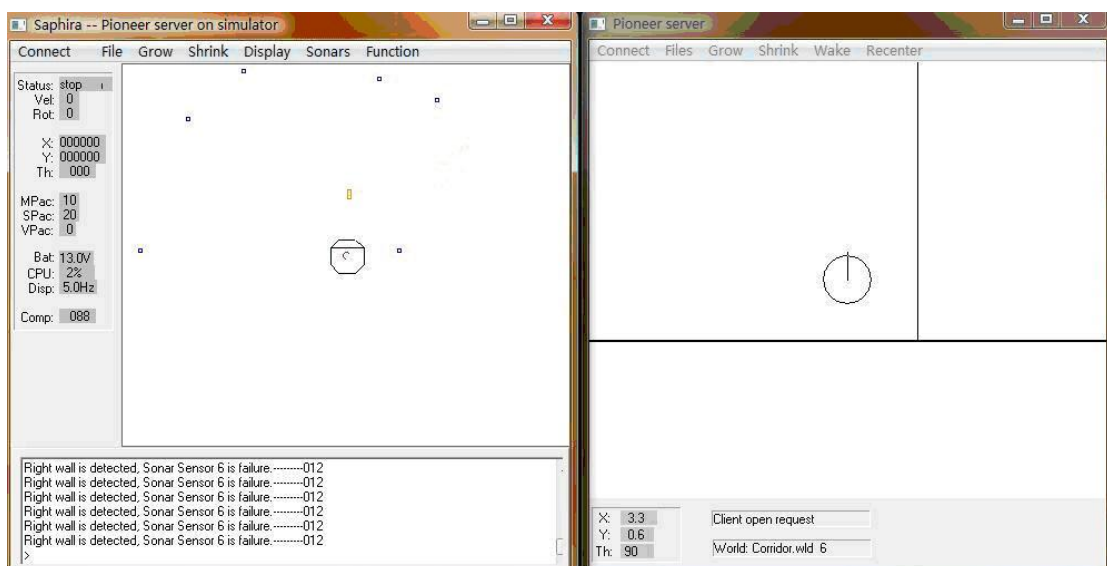 Saphira -- Pioneer server on simulator
Connect File Grow Shrink Display Sonars Function
Status: stop
Vel: 0
Rot: 0
X: 000000
Y: 000000
Th: 000
MPac: 10
SPac: 20
VPac: 0
Bat: 13.0V
CPU: 2%
Disp: 5.0Hz
Comp: 088
Right wall is detected, Sonar Sensor 6 is failure.---------012
Right wall is detected, Sonar Sensor 6 is failure.---------012
Right wall is detected, Sonar Sensor 6 is failure.---------012
Right wall is detected, Sonar Sensor 6 is failure.---------012
Right wall is detected, Sonar Sensor 6 is failure.---------012
Right wall is detected, Sonar Sensor 6 is failure.---------012
>
Pioneer server
Connect Files Grow Shrink Wake Recenter
X: 3.3
Y: 0.6
Th: 90
Client open request
World: Corridor.wld 6